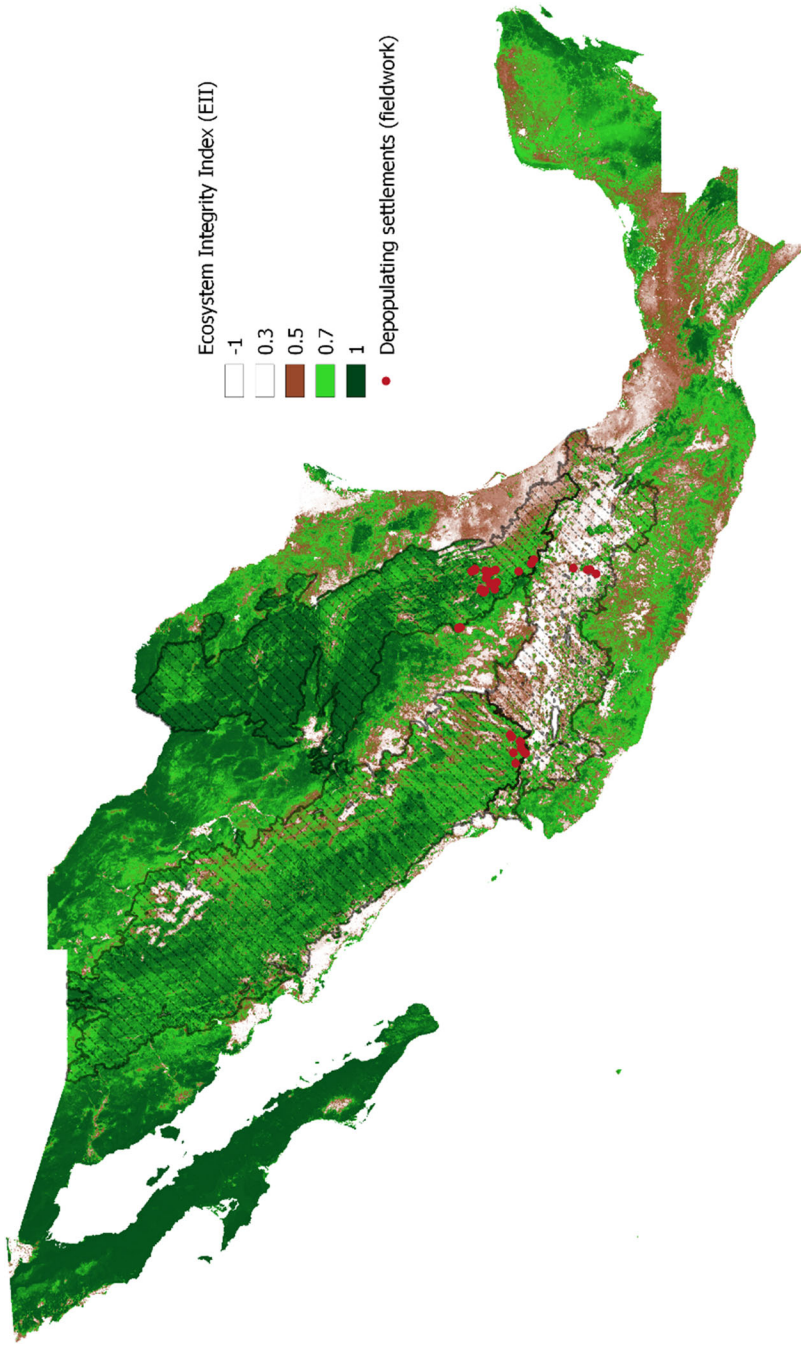 Ecosystem Integrity Index (EII)
-1
0.3
0.5
0.7
1
Depopulating settlements (fieldwork)